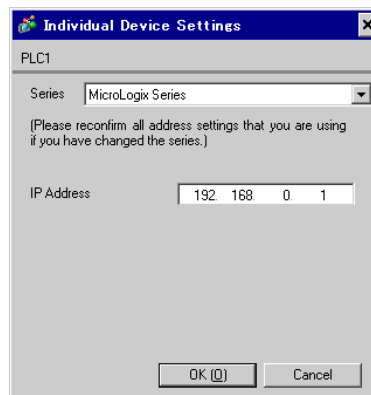 Individual Device Settings
PLC1
Series MicroLogix Series
(Please reconfirm all address settings that you are using
if you have changed the series.)
IP Address 192. 168. 0. 1
OK (O) Cancel